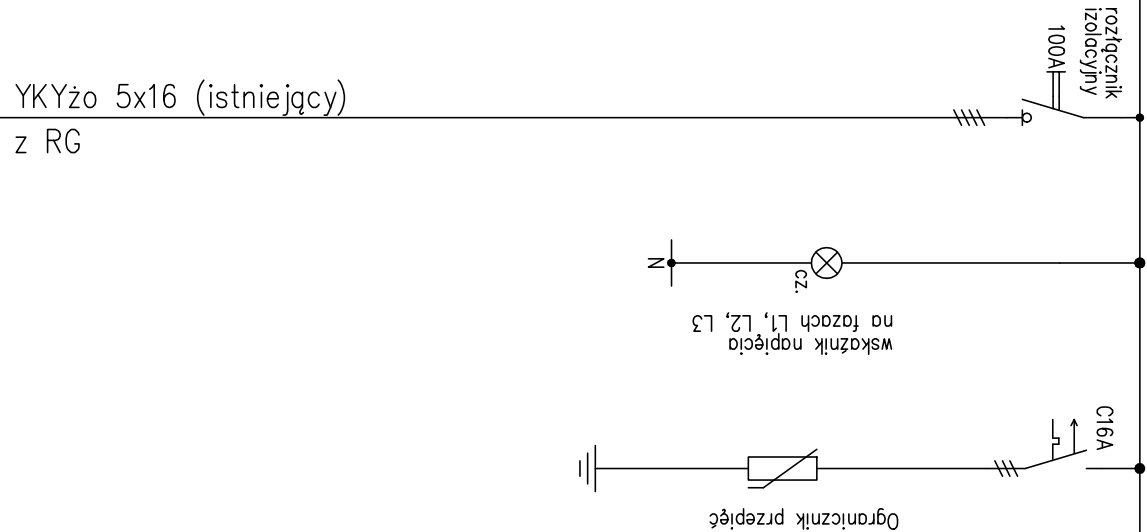 rozłącznik
izolacyjny
100A
YKYżo 5x16 (istniejący)
z RG
N
cz.
wskaźnik napięcia
na fazach L1, L2, L3
C16A
Ogranicznik przepięć